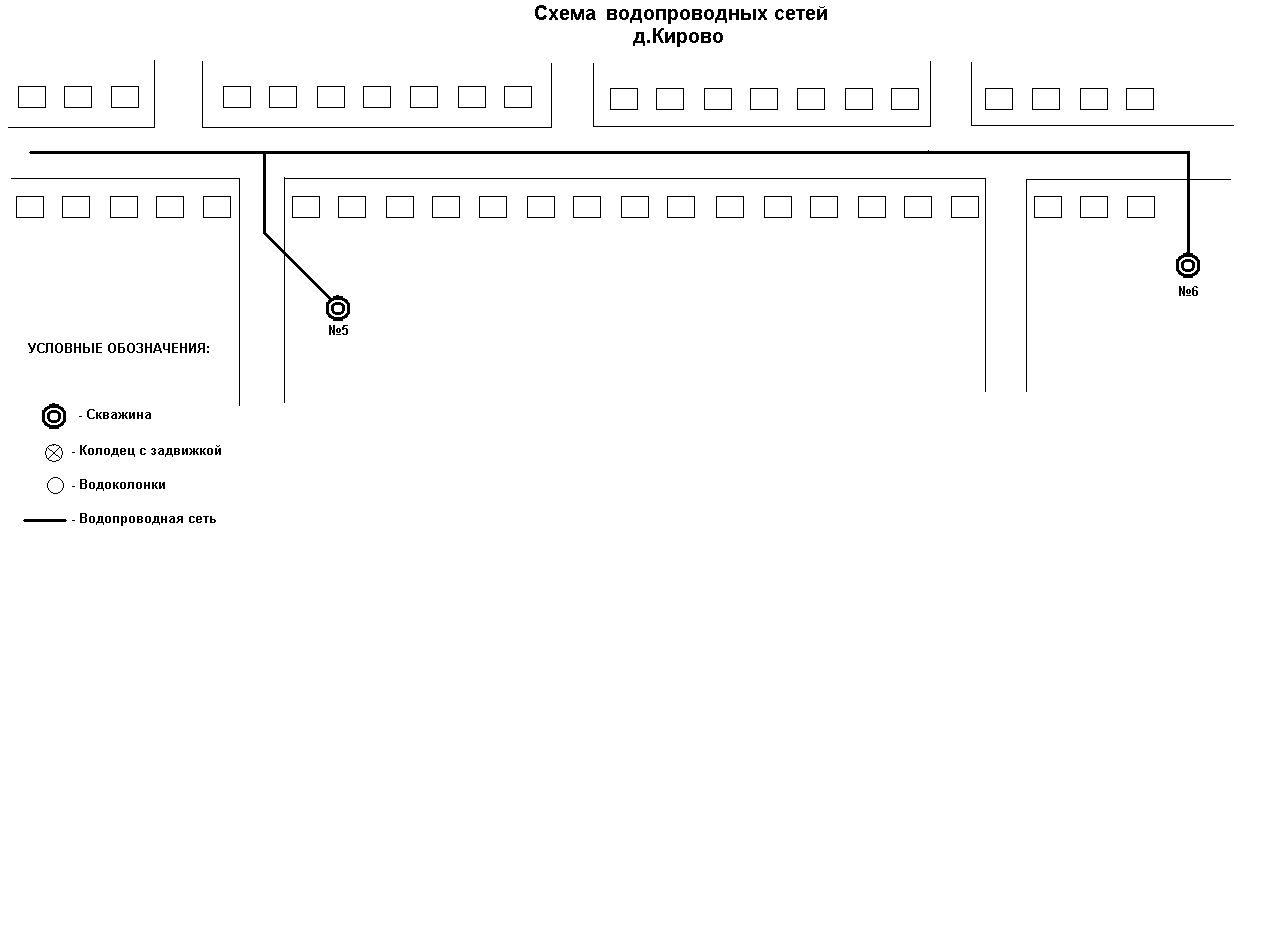 Схема водопроводных сетей
д.Кирово
№6
№5
УСЛОВНЫЕ ОБОЗНАЧЕНИЯ:
- Скважина
- Колодец с задвижкой
- Водоколонки
- Водопроводная сеть